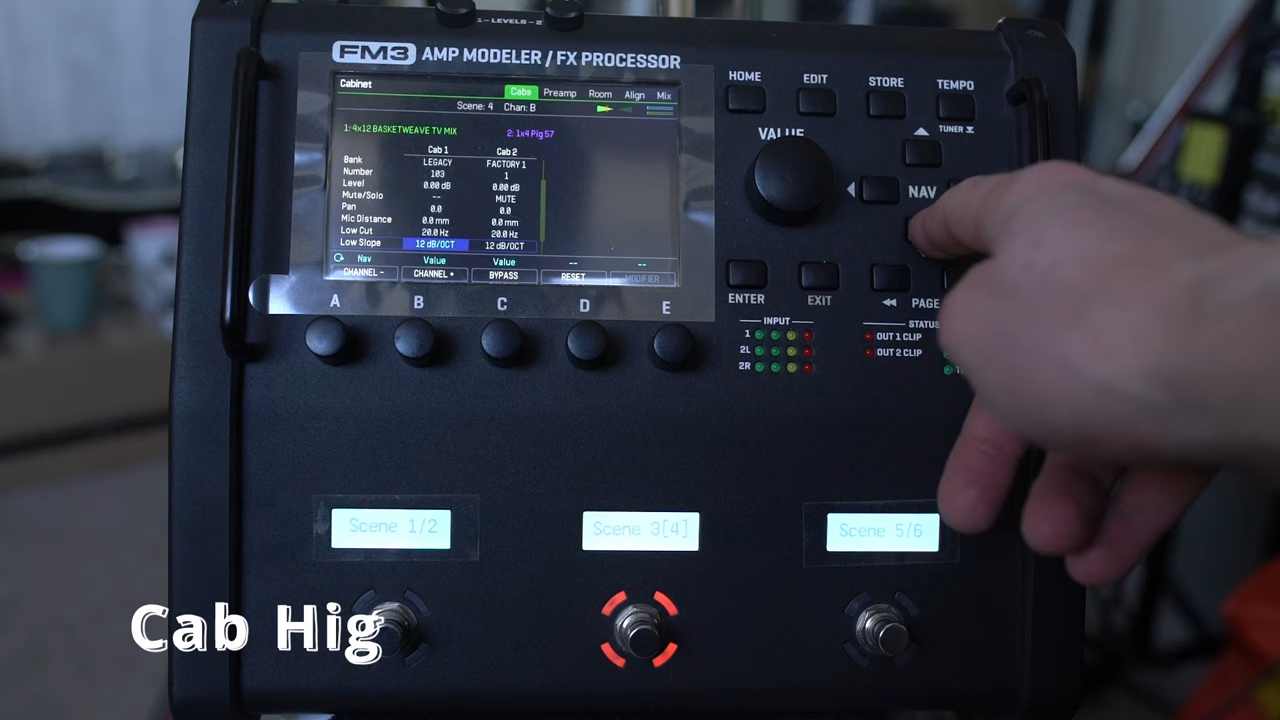 1 - LEVELS - 2
FM3 AMP MODELER / FX PROCESSOR
Cabinet
Cabs Preamp Room Align Mix
Scene: 4 Chan: B
1: 4x12 BASKETWEAVE TV MIX 2: 1x4 Pig 57
Cab 1 Cab 2
Bank LEGACY FACTORY 1
Number 103 1
Level 0.00 dB 0.00 dB
Mute/Solo -- MUTE
Pan 0.0 0.0
Mic Distance 0.0 mm 0.0 mm
Low Cut 20.0 Hz 20.0 Hz
Low Slope 12 dB/OCT 12 dB/OCT
Nav Value Value -- --
CHANNEL - CHANNEL + BYPASS RESET MODIFIER
A B C D E
HOME EDIT STORE TEMPO
TUNER
VALUE
NAV
ENTER EXIT PAGE
INPUT
1
2L
2R
STATUS
OUT 1 CLIP
OUT 2 CLIP
Scene 1/2 Scene 3[4] Scene 5/6
Cab Hig